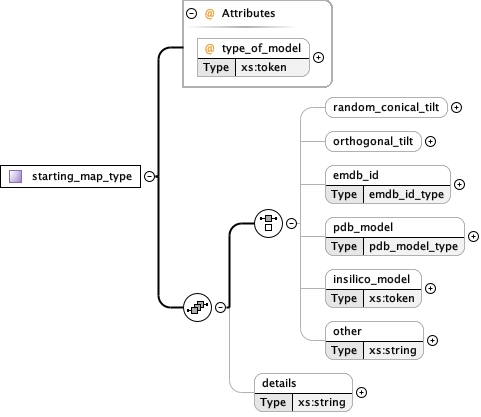 @ Attributes
@ type_of_model
Type xs:token
random_conical_tilt
orthogonal_tilt
starting_map_type
emdb_id
Type emdb_id_type
pdb_model
Type pdb_model_type
insilico_model
Type xs:token
other
Type xs:string
details
Type xs:string